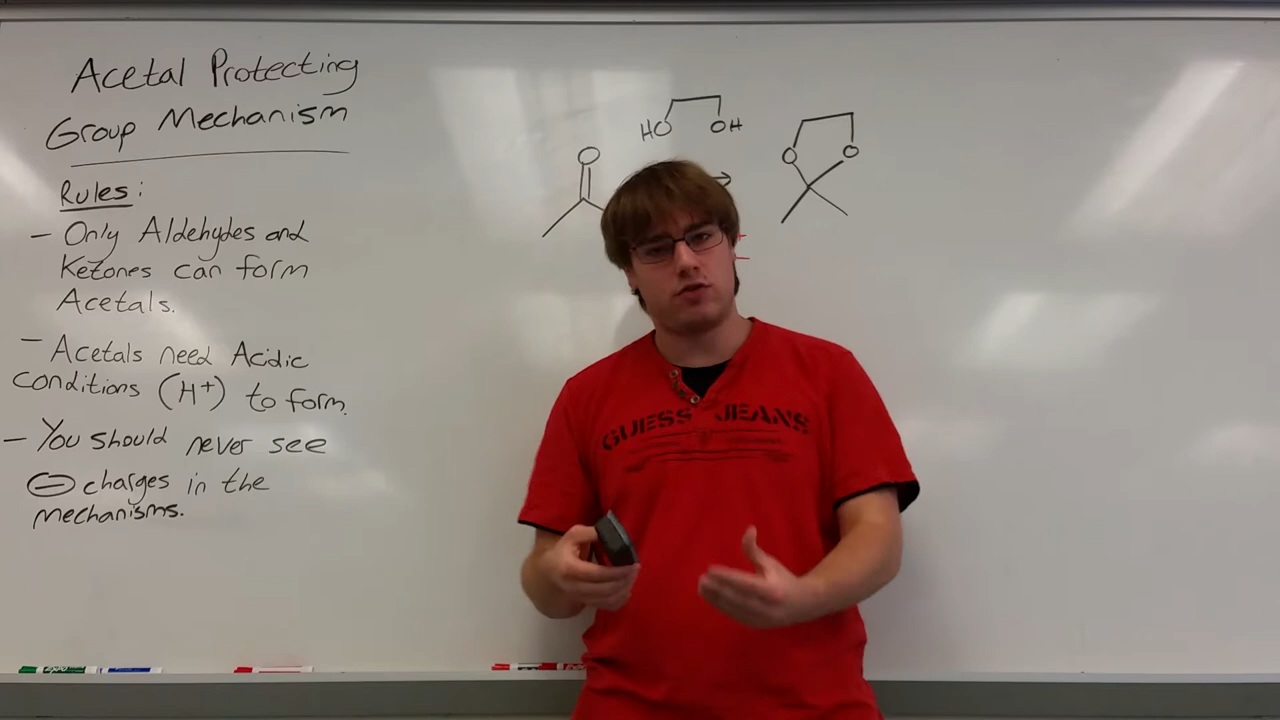 Acetal Protecting
Group Mechanism
Rules:
- Only Aldehydes and
Ketones can form
Acetals.
- Acetals need Acidic
conditions (H+) to form.
- You should never see
⊖ charges in the
mechanisms.
HO OH
O
O O
GUESS JEANS